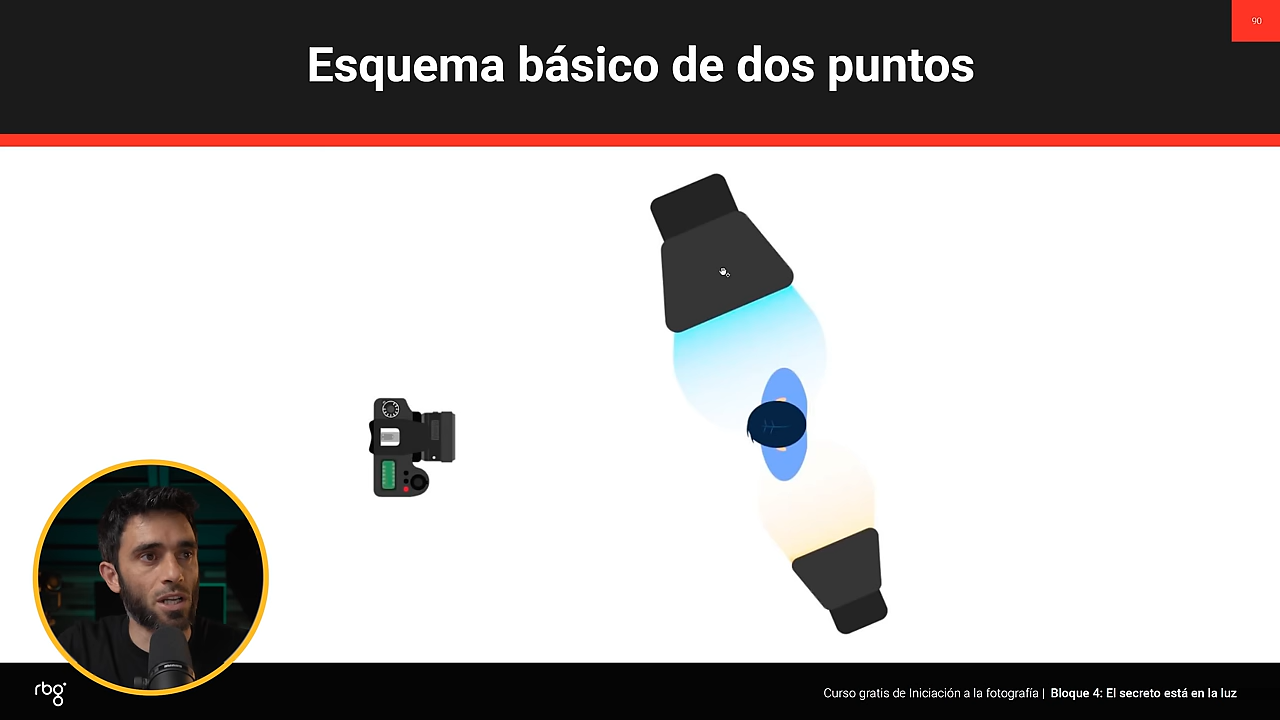 90
Esquema básico de dos puntos
rbg
Curso gratis de Iniciación a la fotografía | Bloque 4: El secreto está en la luz